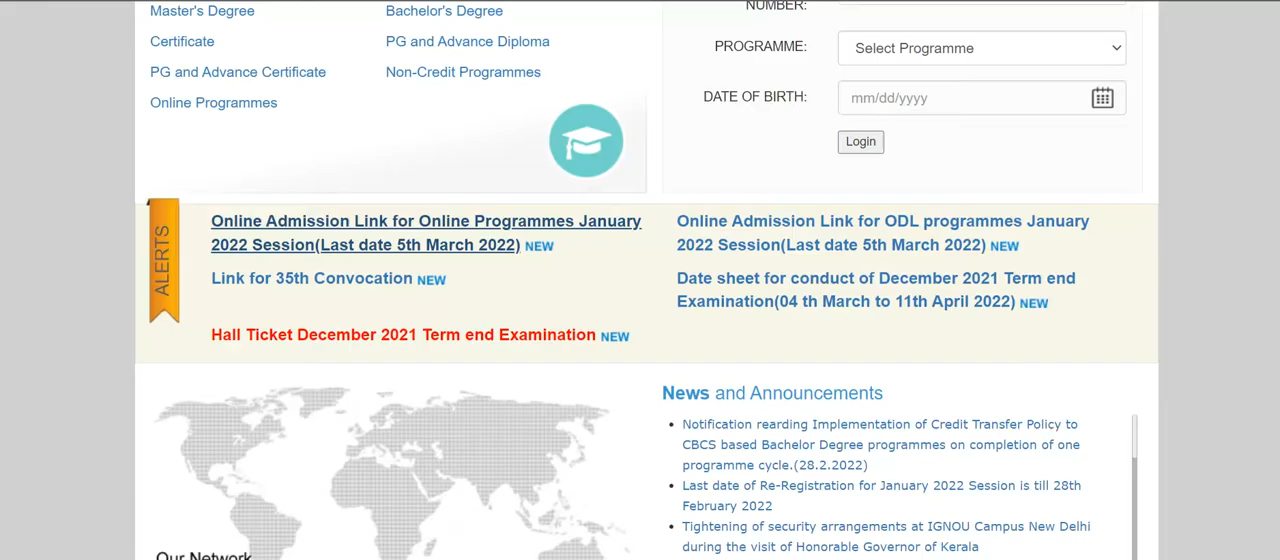 Master's Degree
Bachelor's Degree
Certificate
PG and Advance Diploma
PG and Advance Certificate
Non-Credit Programmes
Online Programmes
NUMBER:
PROGRAMME:
Select Programme
DATE OF BIRTH:
mm/dd/yyyy
Login
ALERTS
Online Admission Link for Online Programmes January
2022 Session(Last date 5th March 2022) NEW
Online Admission Link for ODL programmes January
2022 Session(Last date 5th March 2022) NEW
Link for 35th Convocation NEW
Date sheet for conduct of December 2021 Term end
Examination(04 th March to 11th April 2022) NEW
Hall Ticket December 2021 Term end Examination NEW
Our Network
News and Announcements
Notification rearding Implementation of Credit Transfer Policy to
CBCS based Bachelor Degree programmes on completion of one
programme cycle.(28.2.2022)
Last date of Re-Registration for January 2022 Session is till 28th
February 2022
Tightening of security arrangements at IGNOU Campus New Delhi
during the visit of Honorable Governor of Kerala